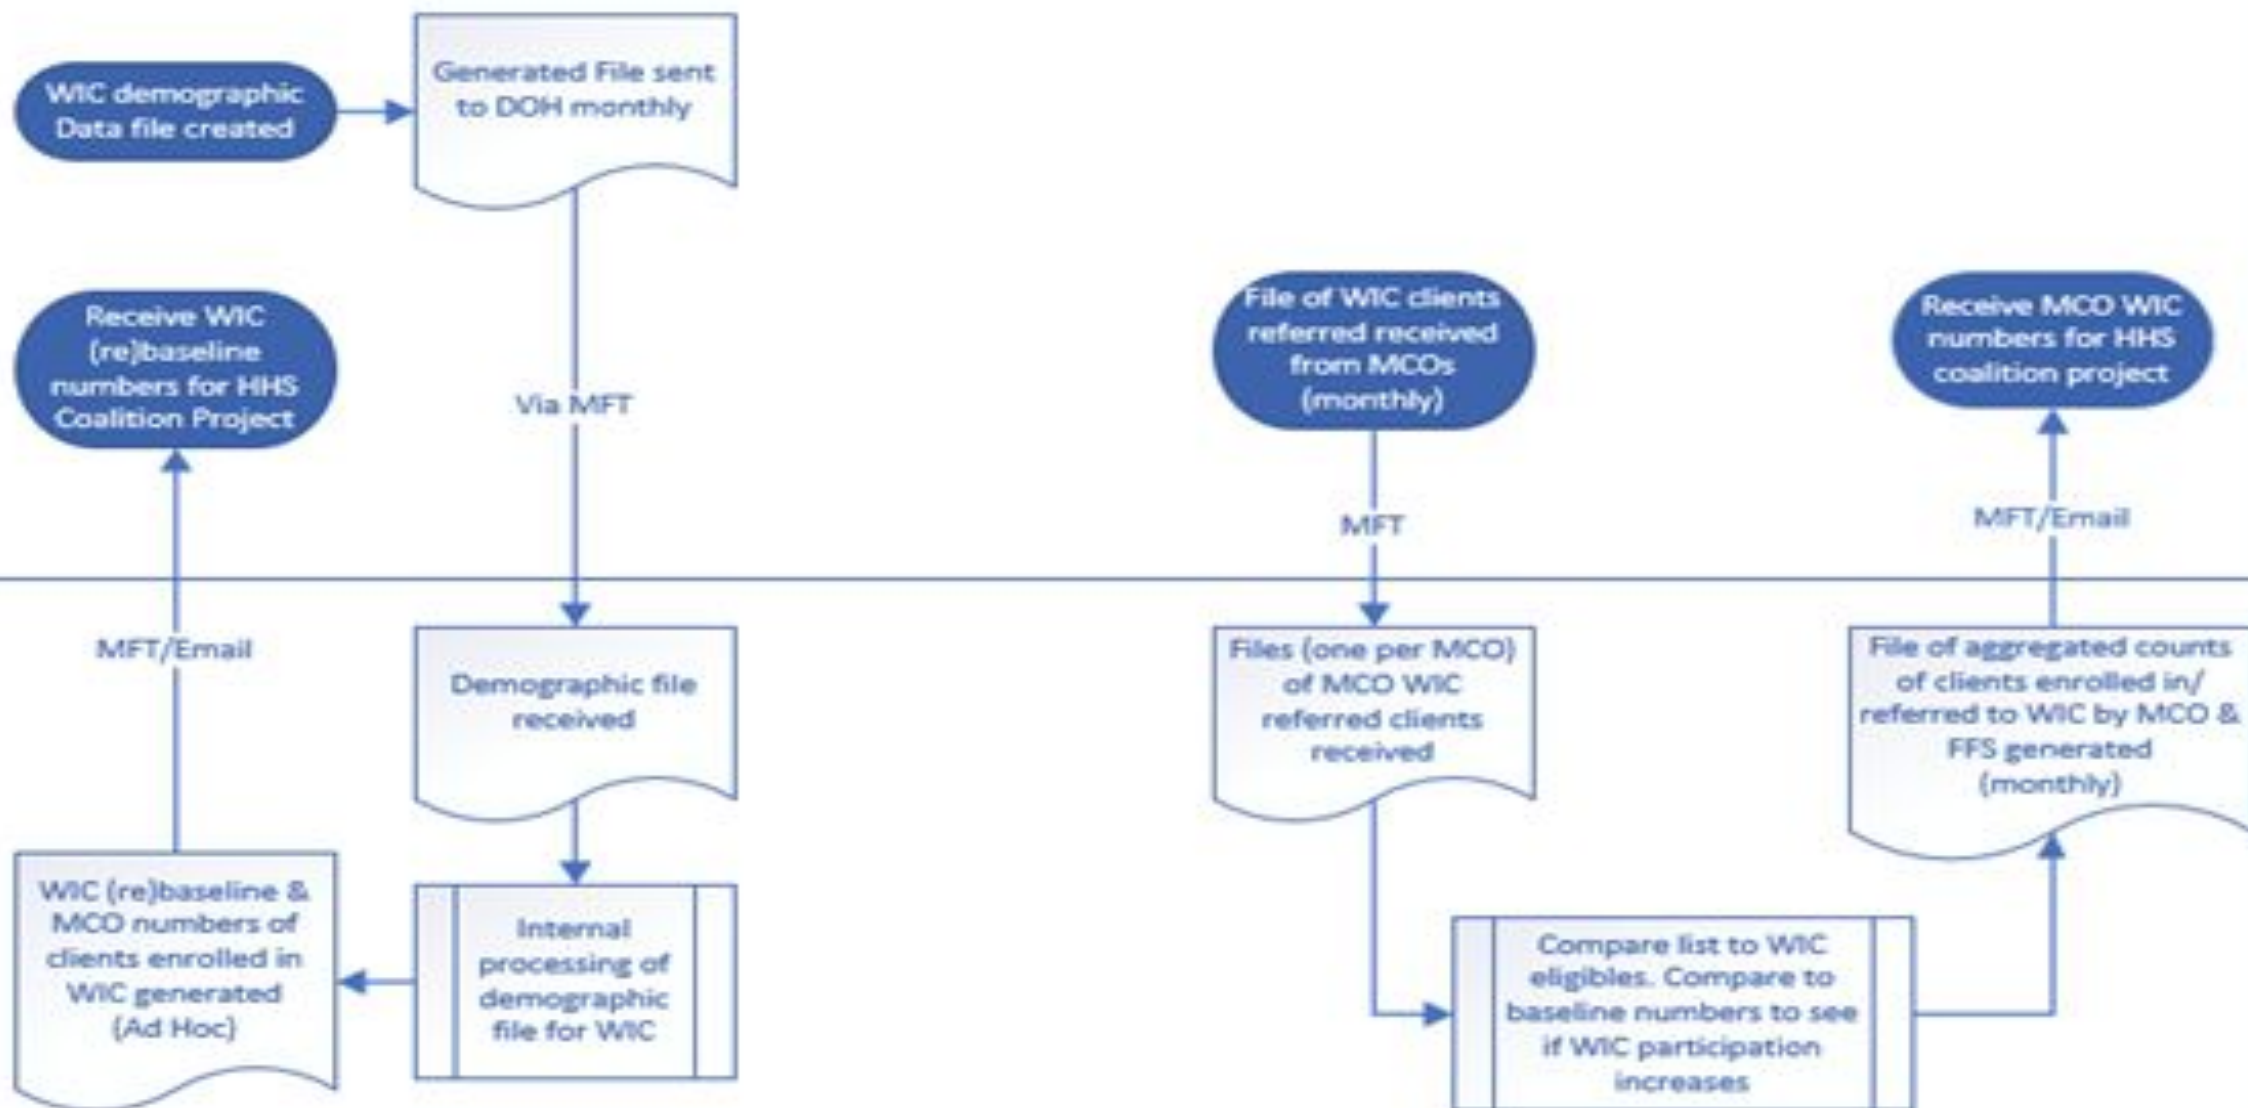 WIC demographic
Data file created
Generated File sent
to DOH monthly
Receive WIC
(re)baseline
numbers for HHS
Coalition Project
Via MFT
File of WIC clients
referred received
from MCOs
(monthly)
Receive MCO WIC
numbers for HHS
coalition project
MFT
MFT/Email
MFT/Email
Demographic file
received
Files (one per MCO)
of MCO WIC
referred clients
received
File of aggregated counts
of clients enrolled in/
referred to WIC by MCO &
FFS generated
(monthly)
WIC (re)baseline &
MCO numbers of
clients enrolled in
WIC generated
(Ad Hoc)
Internal
processing of
demographic
file for WIC
Compare list to WIC
eligibles. Compare to
baseline numbers to see
if WIC participation
increases